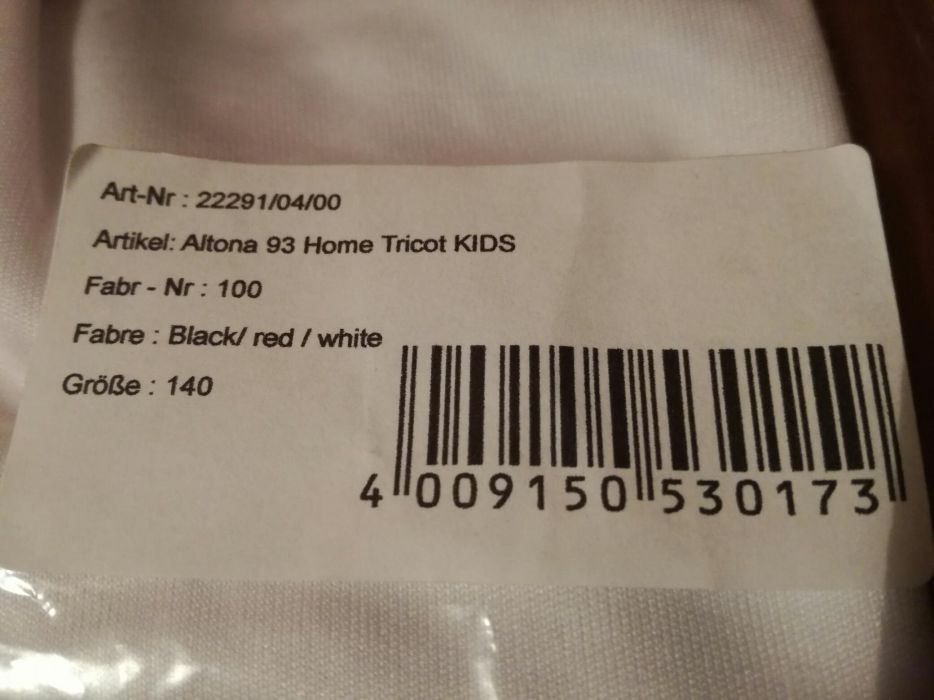 Art-Nr : 22291/04/00
Artikel: Altona 93 Home Tricot KIDS
Fabr - Nr : 100
Fabre : Black/ red / white
Größe : 140
4 009150 530173